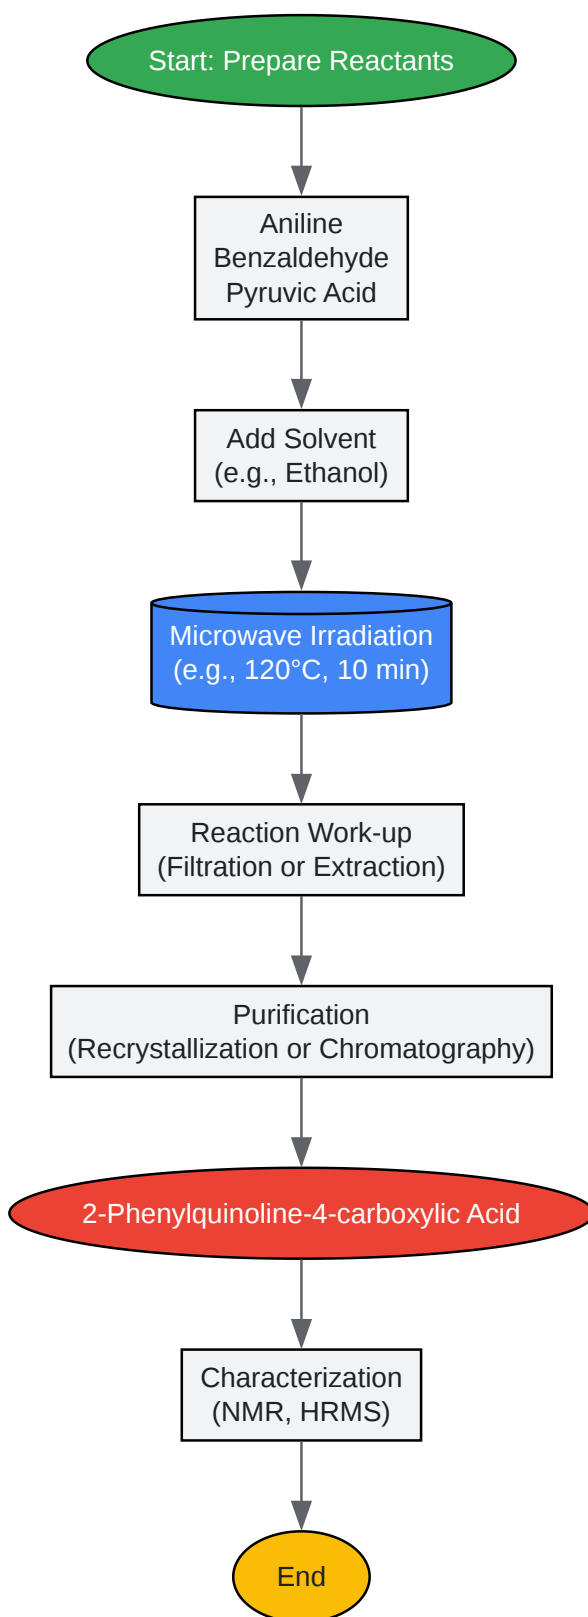 Start: Prepare Reactants
Aniline
Benzaldehyde
Pyruvic Acid
Add Solvent
(e.g., Ethanol)
Microwave Irradiation
(e.g., 120°C, 10 min)
Reaction Work-up
(Filtration or Extraction)
Purification
(Recrystallization or Chromatography)
2-Phenylquinoline-4-carboxylic Acid
Characterization
(NMR, HRMS)
End